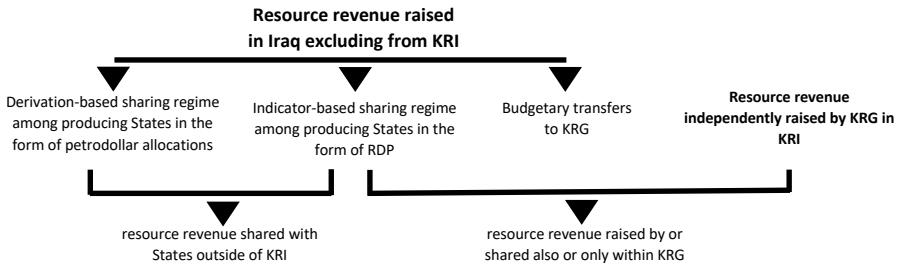 Resource revenue raised
in Iraq excluding from KRI
Derivation-based sharing regime
among producing States in the
form of petrodollar allocations
Indicator-based sharing regime
among producing States in the
form of RDP
Budgetary transfers
to KRG
Resource revenue
independently raised by KRG in
KRI
resource revenue shared with
States outside of KRI
resource revenue raised by or
shared also or only within KRG